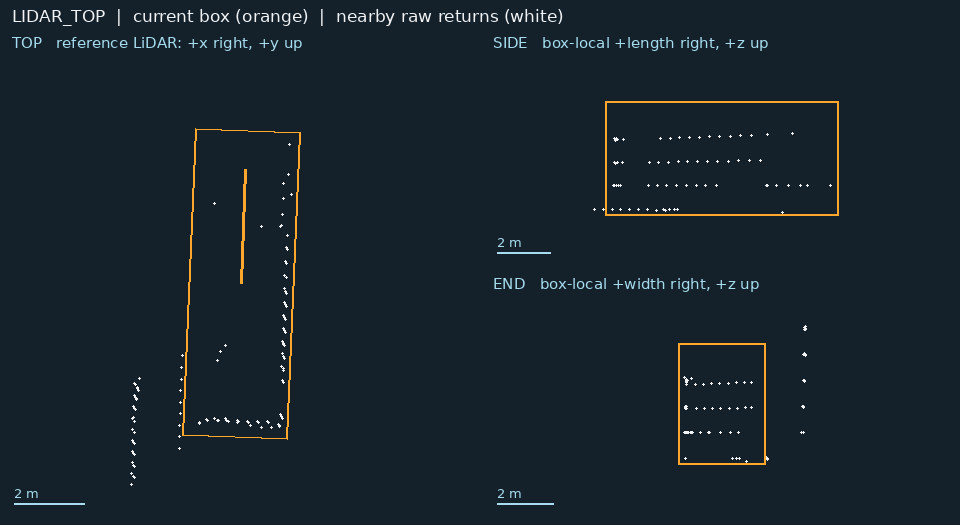 LIDAR_TOP | current box (orange) | nearby raw returns (white)
TOP reference LiDAR: +x right, +y up
SIDE box-local +length right, +z up
2 m
END box-local +width right, +z up
2 m
2 m